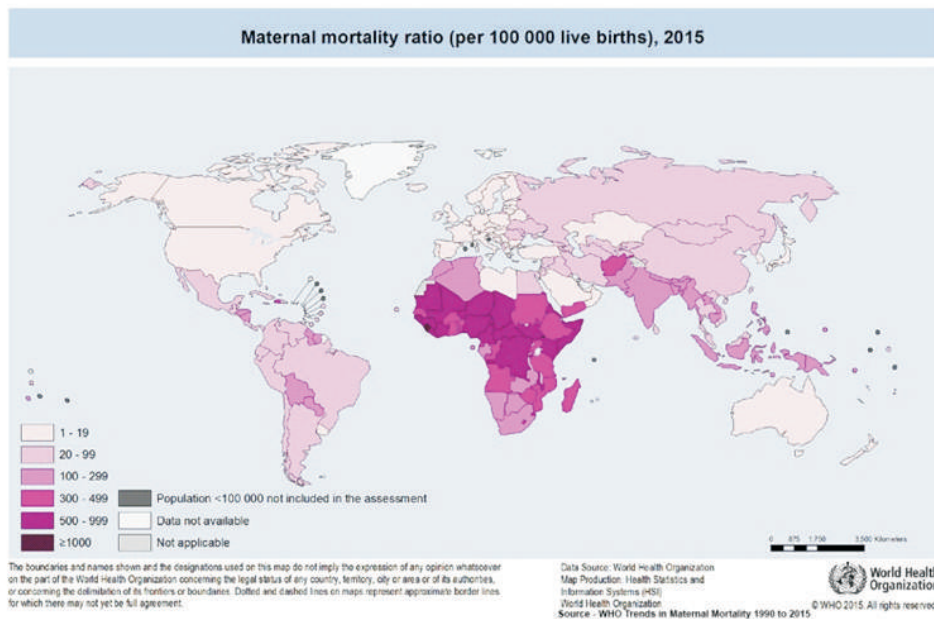 Maternal mortality ratio (per 100 000 live births), 2015
1 - 19
20 - 99
100 - 299
300 - 499
500 - 999
≥1000
Population <100 000 not included in the assessment
Data not available
Not applicable
0 875 1,750 3,500 Kilometers
The boundaries and names shown and the designations used on this map do not imply the expression of any opinion whatsoever
on the part of the World Health Organization concerning the legal status of any country, territory, city or area or of its authorities,
or concerning the delimitation of its frontiers or boundaries. Dotted and dashed lines on maps represent approximate border lines
for which there may not yet be full agreement.
Data Source: World Health Organization
Map Production: Health Statistics and
Information Systems (HSI)
World Health Organization
Source - WHO Trends in Maternal Mortality 1990 to 2015
World Health
Organization
© WHO 2015. All rights reserved